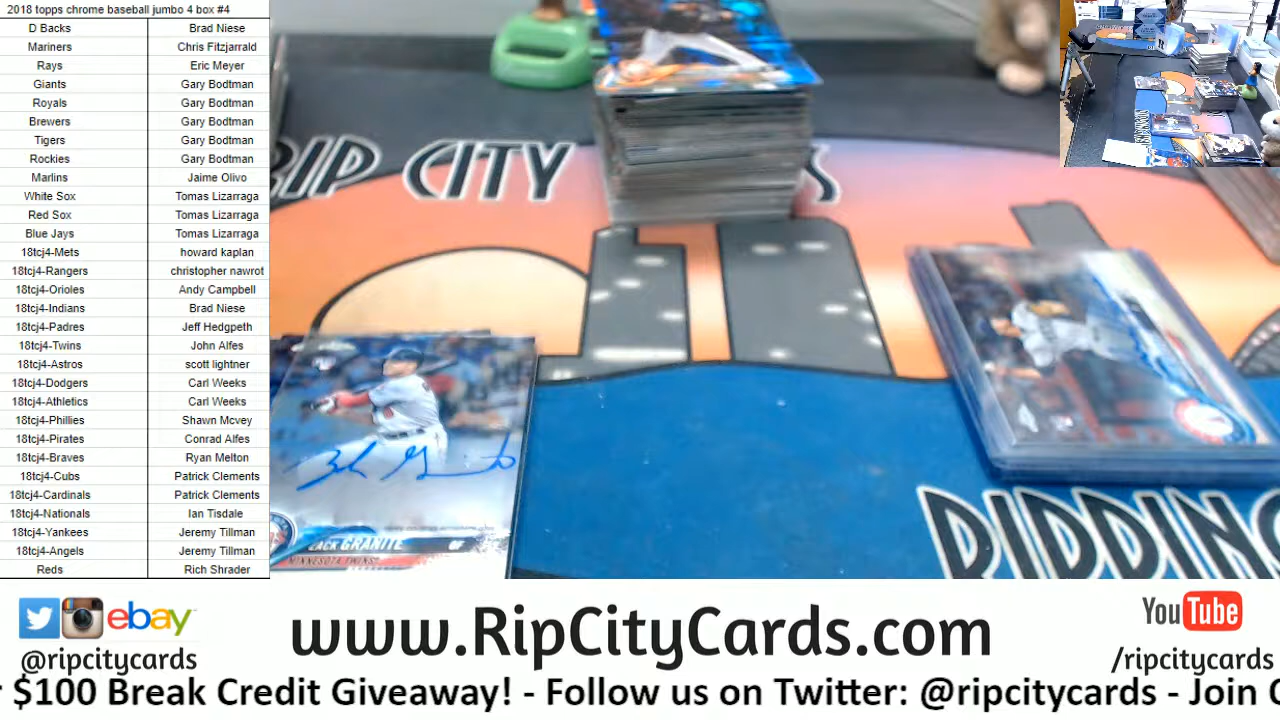 2018 topps chrome baseball jumbo 4 box #4
D Backs Brad Niese
Mariners Chris Fitzjarrald
Rays Eric Meyer
Giants Gary Bodtman
Royals Gary Bodtman
Brewers Gary Bodtman
Tigers Gary Bodtman
Rockies Gary Bodtman
Marlins Jaime Olivo
White Sox Tomas Lizarraga
Red Sox Tomas Lizarraga
Blue Jays Tomas Lizarraga
18tcj4-Mets howard kaplan
18tcj4-Rangers christopher nawrot
18tcj4-Orioles Andy Campbell
18tcj4-Indians Brad Niese
18tcj4-Padres Jeff Hedgpeth
18tcj4-Twins John Alfes
18tcj4-Astros scott lightner
18tcj4-Dodgers Carl Weeks
18tcj4-Athletics Carl Weeks
18tcj4-Phillies Shawn Mcvey
18tcj4-Pirates Conrad Alfes
18tcj4-Braves Ryan Melton
18tcj4-Cubs Patrick Clements
18tcj4-Cardinals Patrick Clements
18tcj4-Nationals Ian Tisdale
18tcj4-Yankees Jeremy Tillman
18tcj4-Angels Jeremy Tillman
Reds Rich Shrader
RIP CITY S
ZACK GRANITE OF
MINNESOTA TWINS
RIPPING
ebay
@ripcitycards
www.RipCityCards.com
YouTube
/ripcitycards
r $100 Break Credit Giveaway! - Follow us on Twitter: @ripcitycards - Join